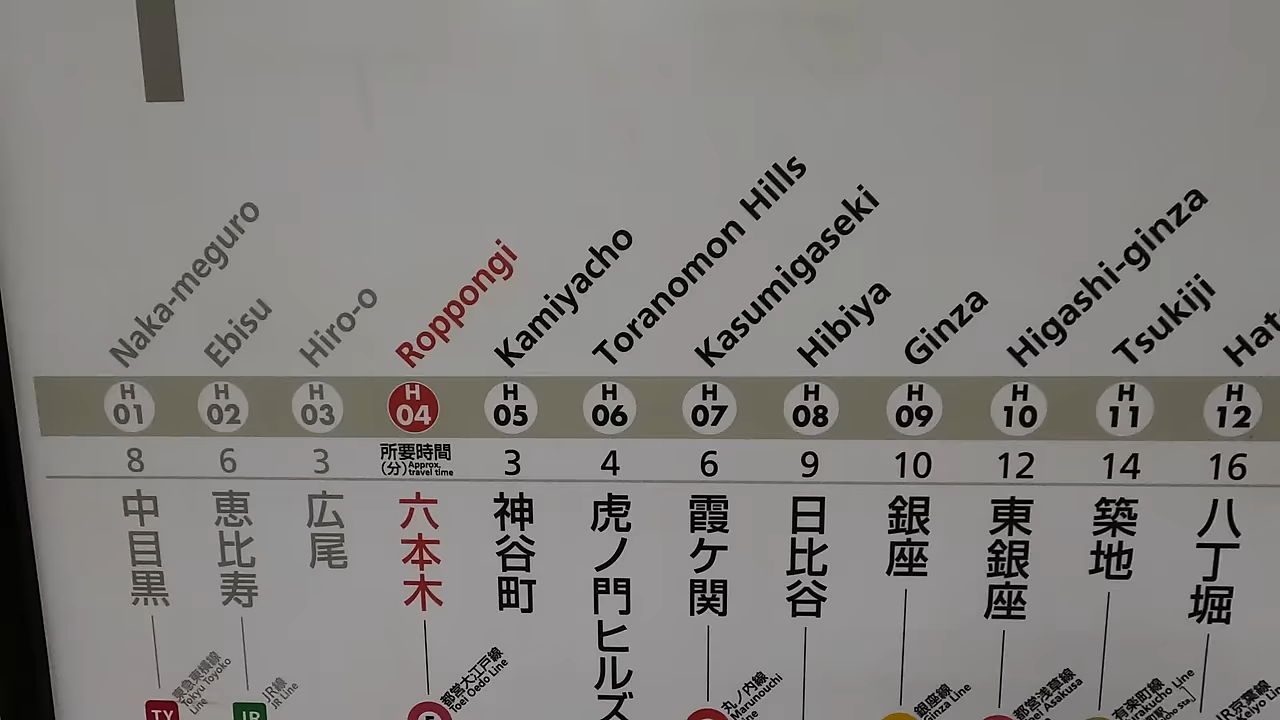 Naka-meguro
Ebisu
Hiro-o
Roppongi
Kamiyacho
Toranomon Hills
Kasumigaseki
Hibiya
Ginza
Higashi-ginza
Tsukiji
H 01
H 02
H 03
H 04
H 05
H 06
H 07
H 08
H 09
H 10
H 11
H 12
8
6
3
所要時間
(分) Approx. travel time
3
4
6
9
10
12
14
16
中目黒
恵比寿
広尾
六本木
神谷町
虎ノ門ヒルズ
霞ケ関
日比谷
銀座
東銀座
築地
八丁堀
東急東横線
Tokyu Toyoko
Line
TY
JR線
JR Line
JR
都営大江戸線
Toei Oedo Line
丸ノ内線
Marunouchi
銀座線
Ginza Line
都営浅草線
Asakusa
有楽町線